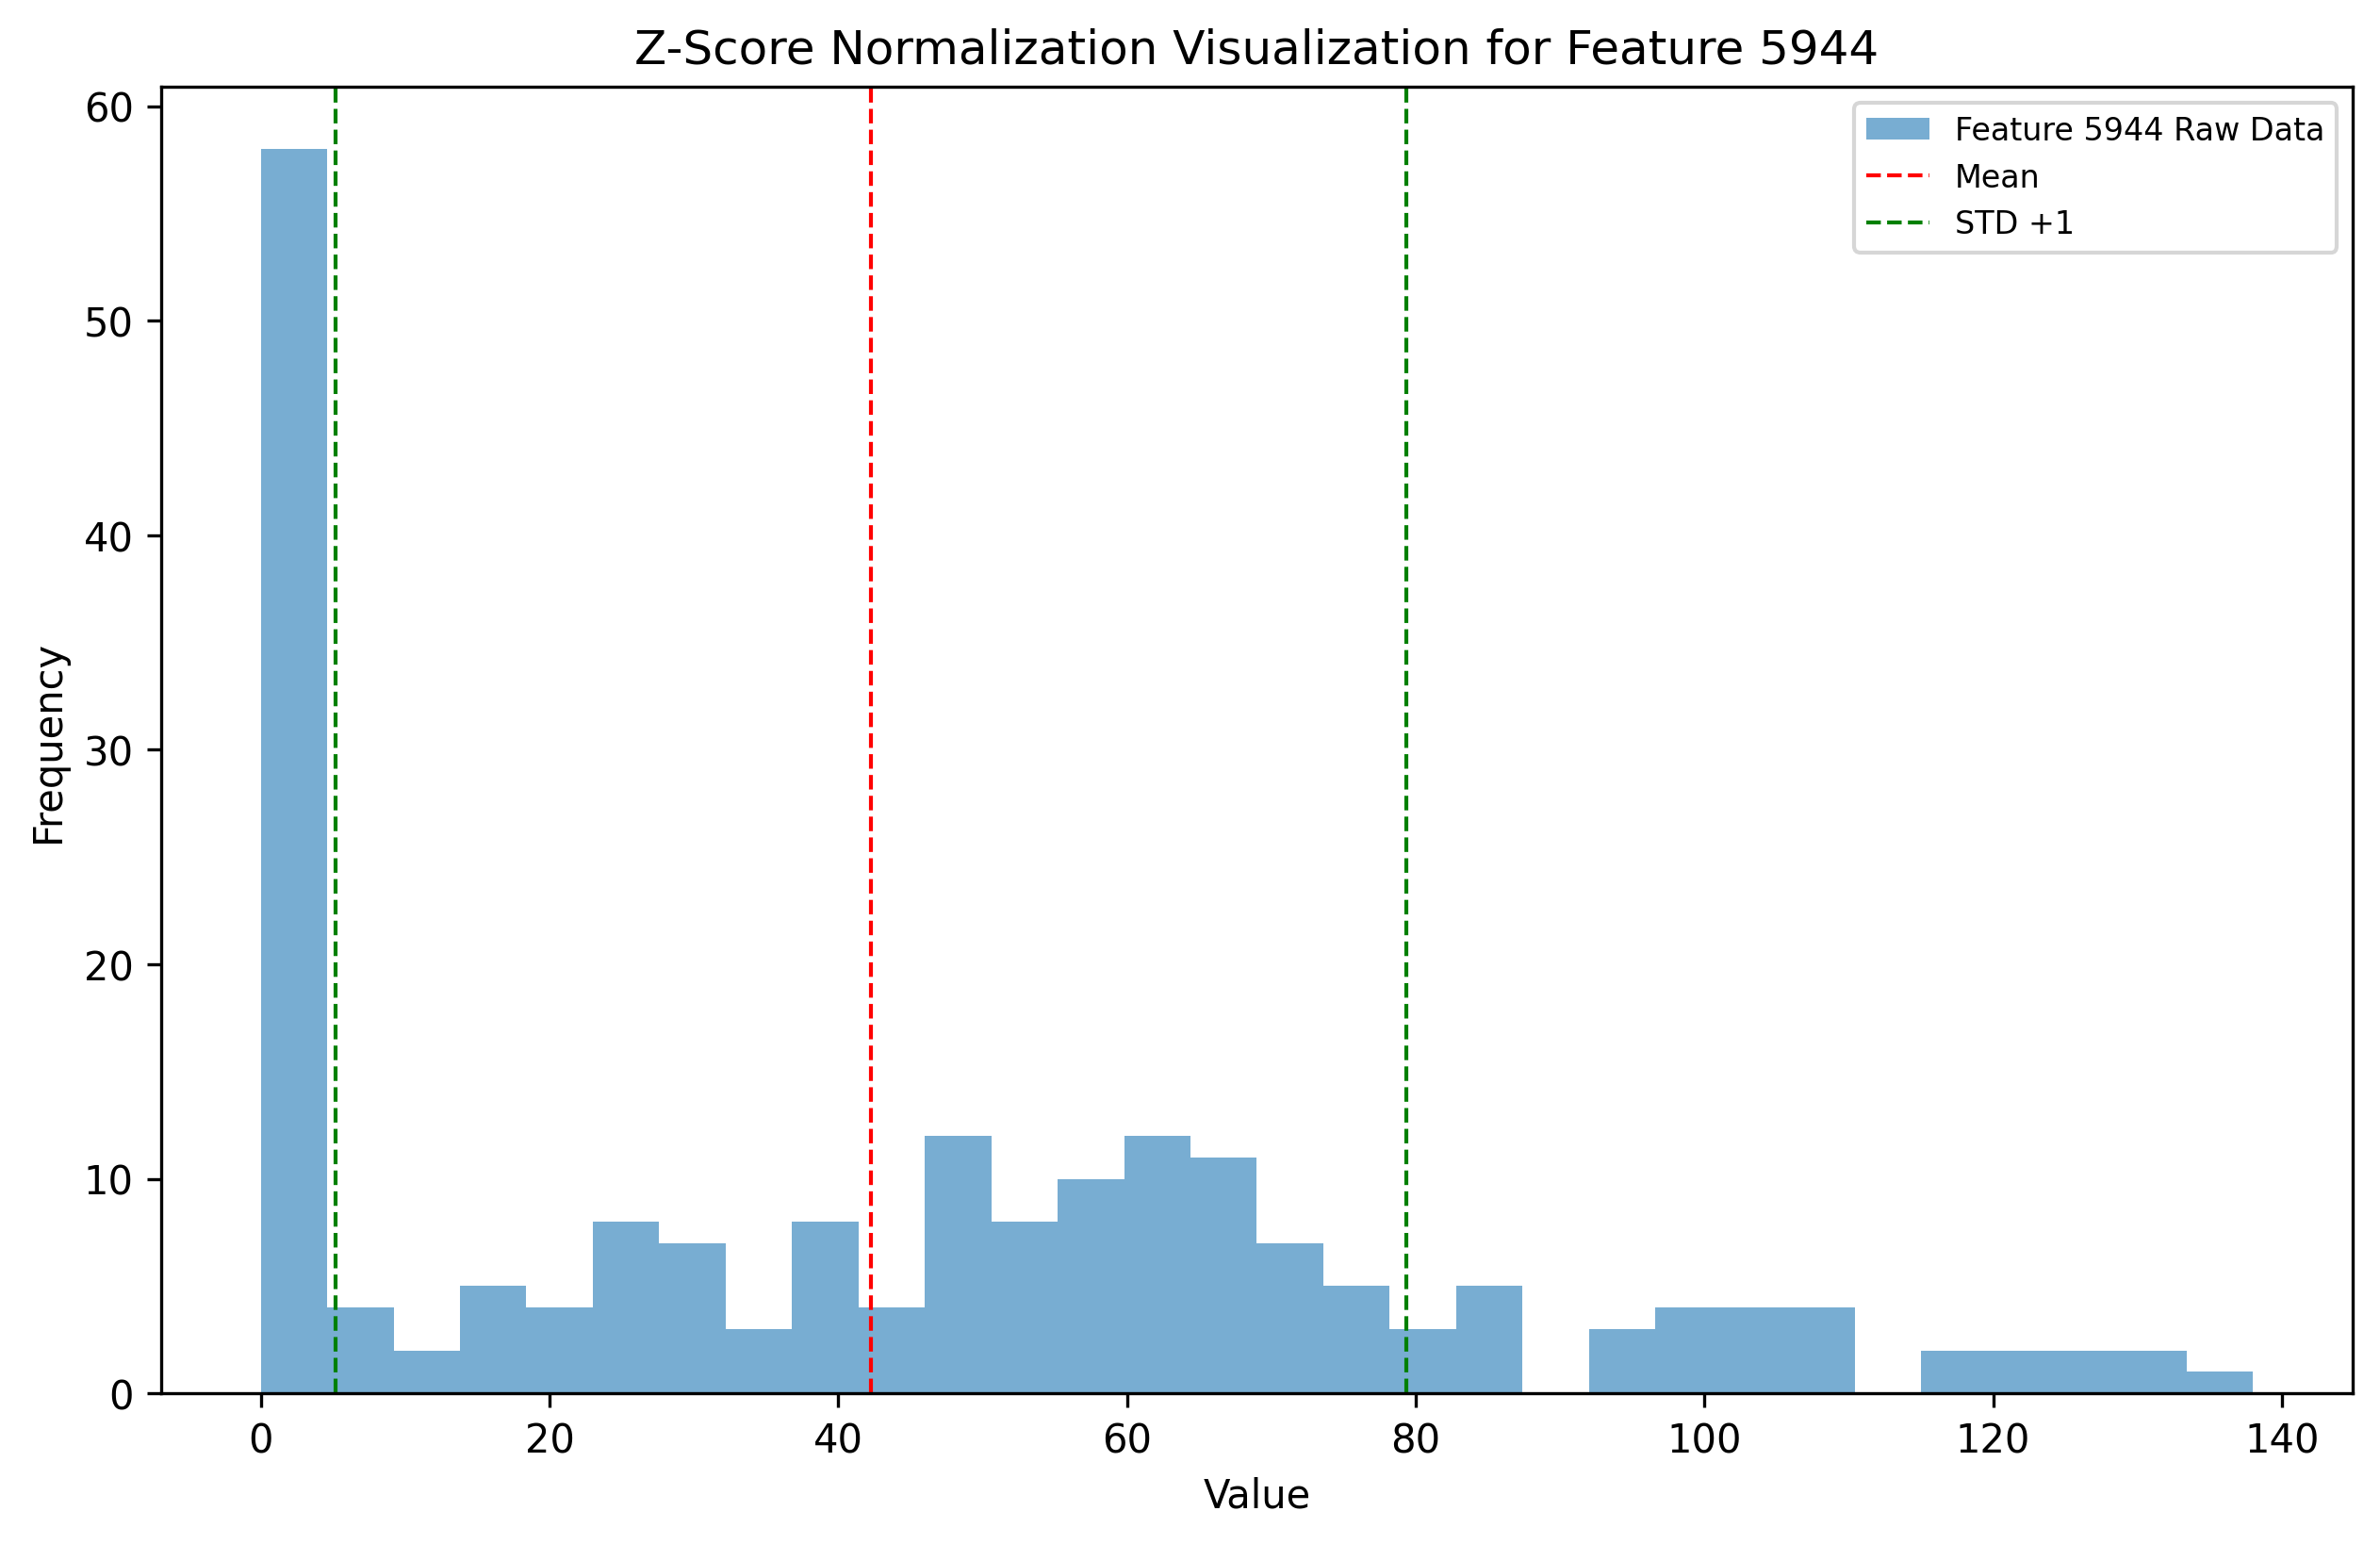 Z-Score Normalization Visualization for Feature 5944
Feature 5944 Raw Data
Mean
STD +1
60
50
40
30
20
10
0
Frequency
0 20 40 60 80 100 120 140
Value